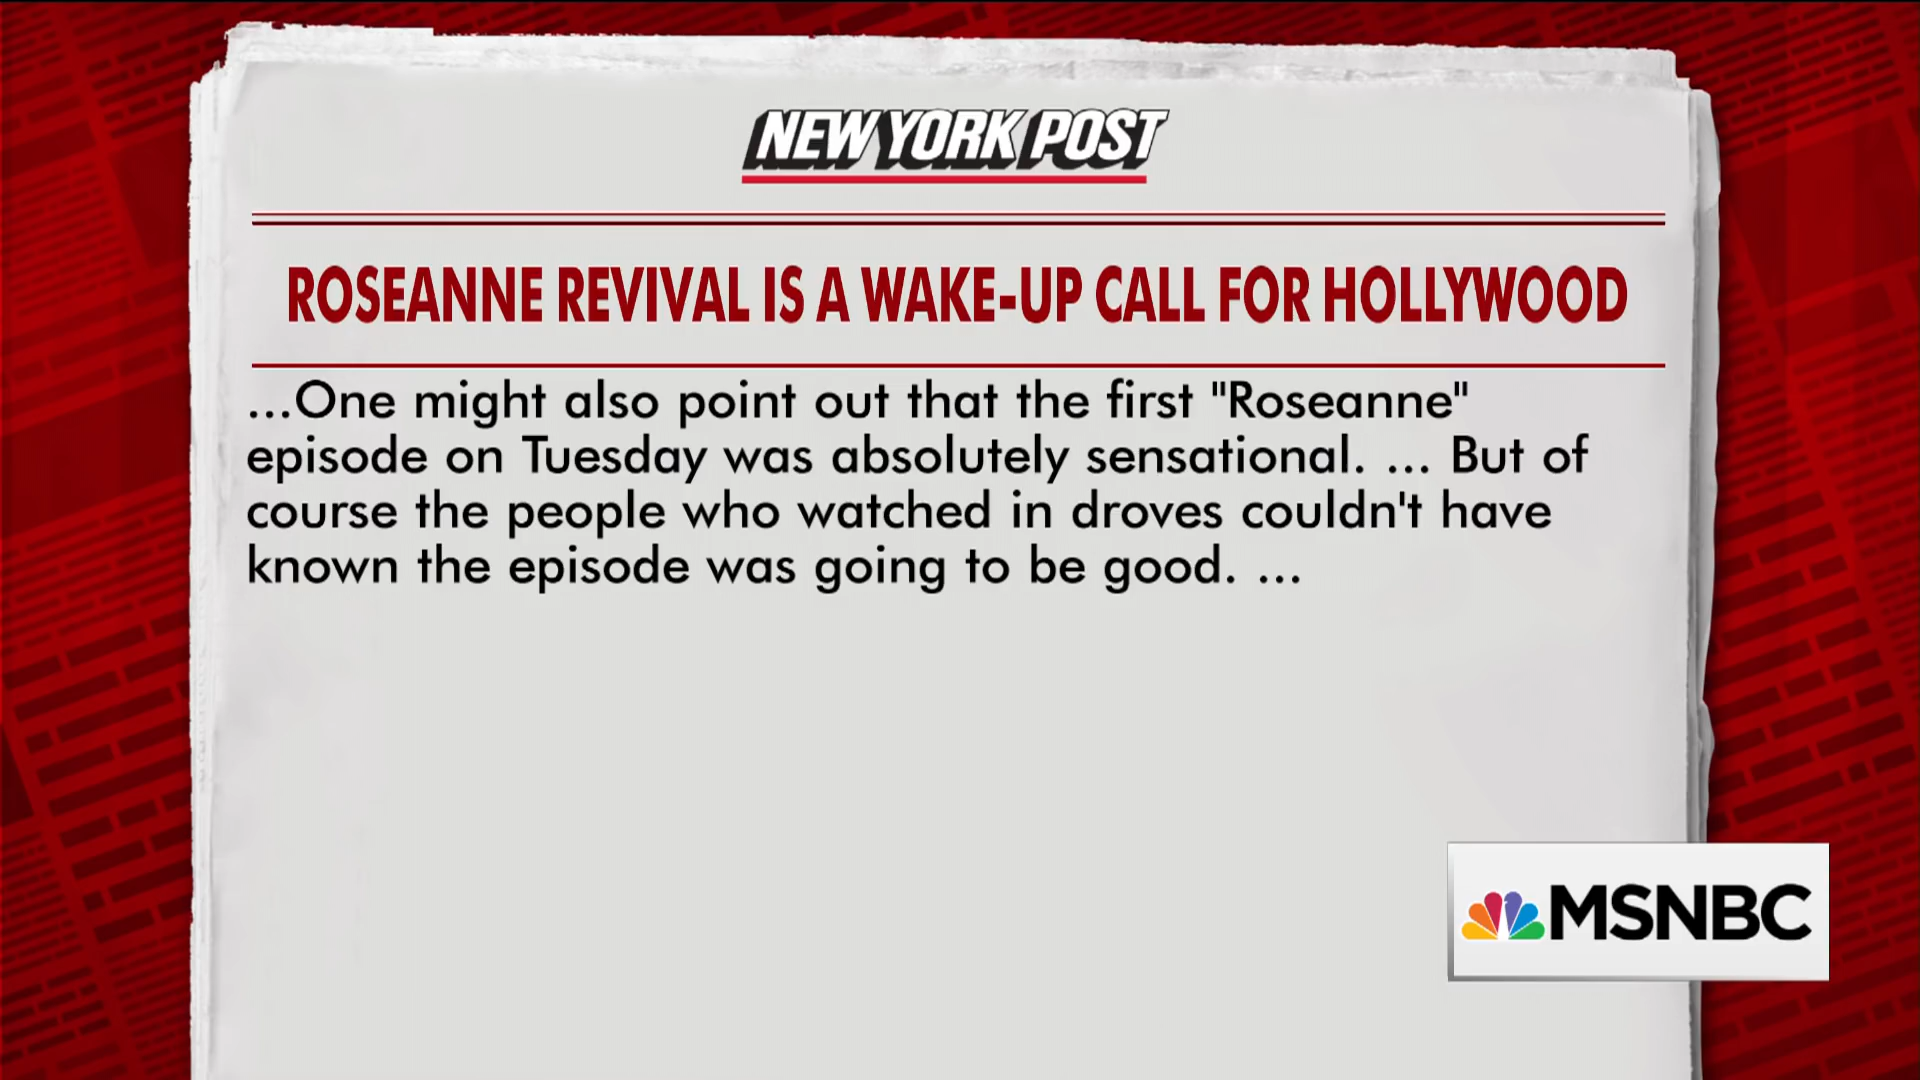 NEW YORK POST
ROSEANNE REVIVAL IS A WAKE-UP CALL FOR HOLLYWOOD
...One might also point out that the first "Roseanne"
episode on Tuesday was absolutely sensational. ... But of
course the people who watched in droves couldn't have
known the episode was going to be good. ...
MSNBC